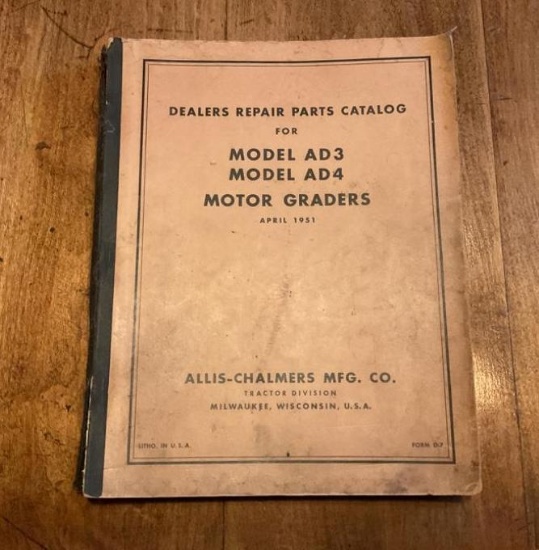 DEALERS REPAIR PARTS CATALOG
FOR
MODEL AD3
MODEL AD4
MOTOR GRADERS
APRIL 1951
ALLIS-CHALMERS MFG. CO.
TRACTOR DIVISION
MILWAUKEE, WISCONSIN, U.S.A.
LITHO. IN U.S.A.
FORM